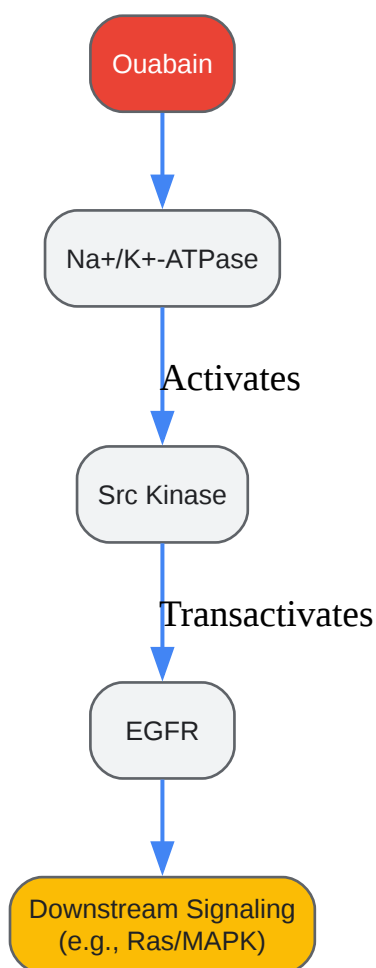 Ouabain
Na+/K+-ATPase
Activates
Src Kinase
Transactivates
EGFR
Downstream Signaling
(e.g., Ras/MAPK)